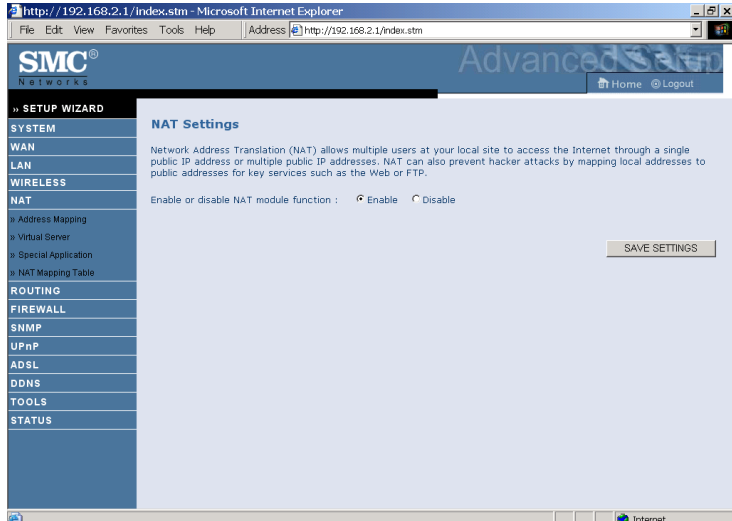 http://192.168.2.1/index.stm - Microsoft Internet Explorer
File Edit View Favorites Tools Help Address http://192.168.2.1/index.stm
SMC®
Networks
Advanced Setup
Home Logout
» SETUP WIZARD
SYSTEM
WAN
LAN
WIRELESS
NAT
» Address Mapping
» Virtual Server
» Special Application
» NAT Mapping Table
ROUTING
FIREWALL
SNMP
UPnP
ADSL
DDNS
TOOLS
STATUS
NAT Settings
Network Address Translation (NAT) allows multiple users at your local site to access the Internet through a single
public IP address or multiple public IP addresses. NAT can also prevent hacker attacks by mapping local addresses to
public addresses for key services such as the Web or FTP.
Enable or disable NAT module function : Enable Disable
SAVE SETTINGS
Internet